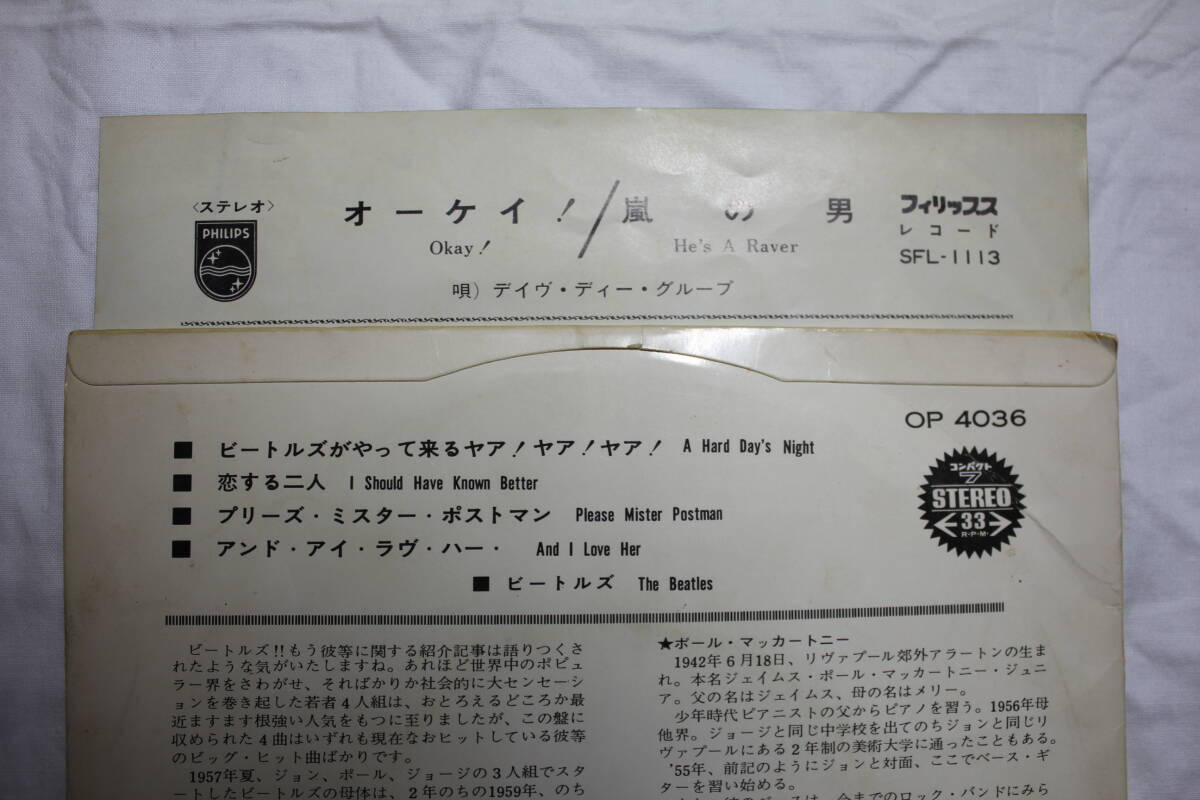 〈ステレオ〉
PHILIPS
オーケイ!/嵐の男
Okay! He's A Raver
唄) デイヴ・ディー・グループ
フィリップス
レコード
SFL-1113
OP 4036
■ ビートルズがやって来るヤア!ヤア!ヤア! A Hard Day's Night
■ 恋する二人 I Should Have Known Better
■ プリーズ・ミスター・ポストマン Please Mister Postman
■ アンド・アイ・ラヴ・ハー・ And I Love Her
■ ビートルズ The Beatles
コンパクト
7
STEREO
33
R・P・M・
ビートルズ!!もう彼等に関する紹介記事は語りつくさ
れたような気がいたしますね。あれほど世界中のポピュ
ラー界をさわがせ、そればかりか社会的に大センセーシ
ョンを巻き起した若者4人組は、おとろえるどころか最
近ますます根強い人気をもつに至りましたが、この盤に
収められた4曲はいずれも現在なおヒットしている彼等
のビッグ・ヒット曲ばかりです。
1957年夏、ジョン、ポール、ジョージの3人組でスタ
ートしたビートルズの母体は、2年のちの1959年、のち
★ポール・マッカートニー
1942年6月18日、リヴァプール郊外アラートンの生ま
れ。本名ジェイムス・ポール・マッカートニー・ジュニ
ア。父の名はジェイムス、母の名はメリー。
少年時代ピアニストの父からピアノを習う。1956年母
他界。ジョージと同じ中学校を出てのちジョンと同じリ
ヴァプールにある2年制の美術大学に通ったこともある。
'55年、前記のようにジョンと対面、ここでベース・ギ
ターを習い始める。